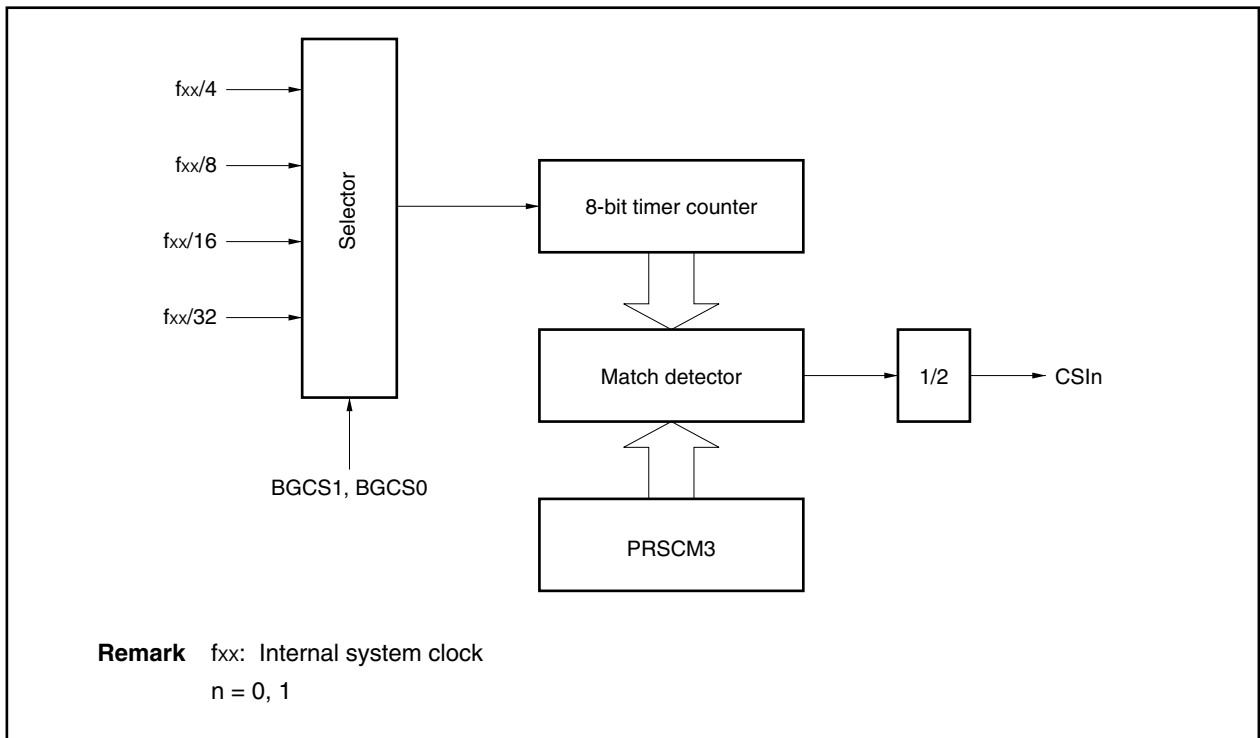 fxx/4
fxx/8
fxx/16
fxx/32
Selector
BGCS1, BGCS0
8-bit timer counter
Match detector
1/2
CSIn
PRSCM3
Remark fxx: Internal system clock
n = 0, 1